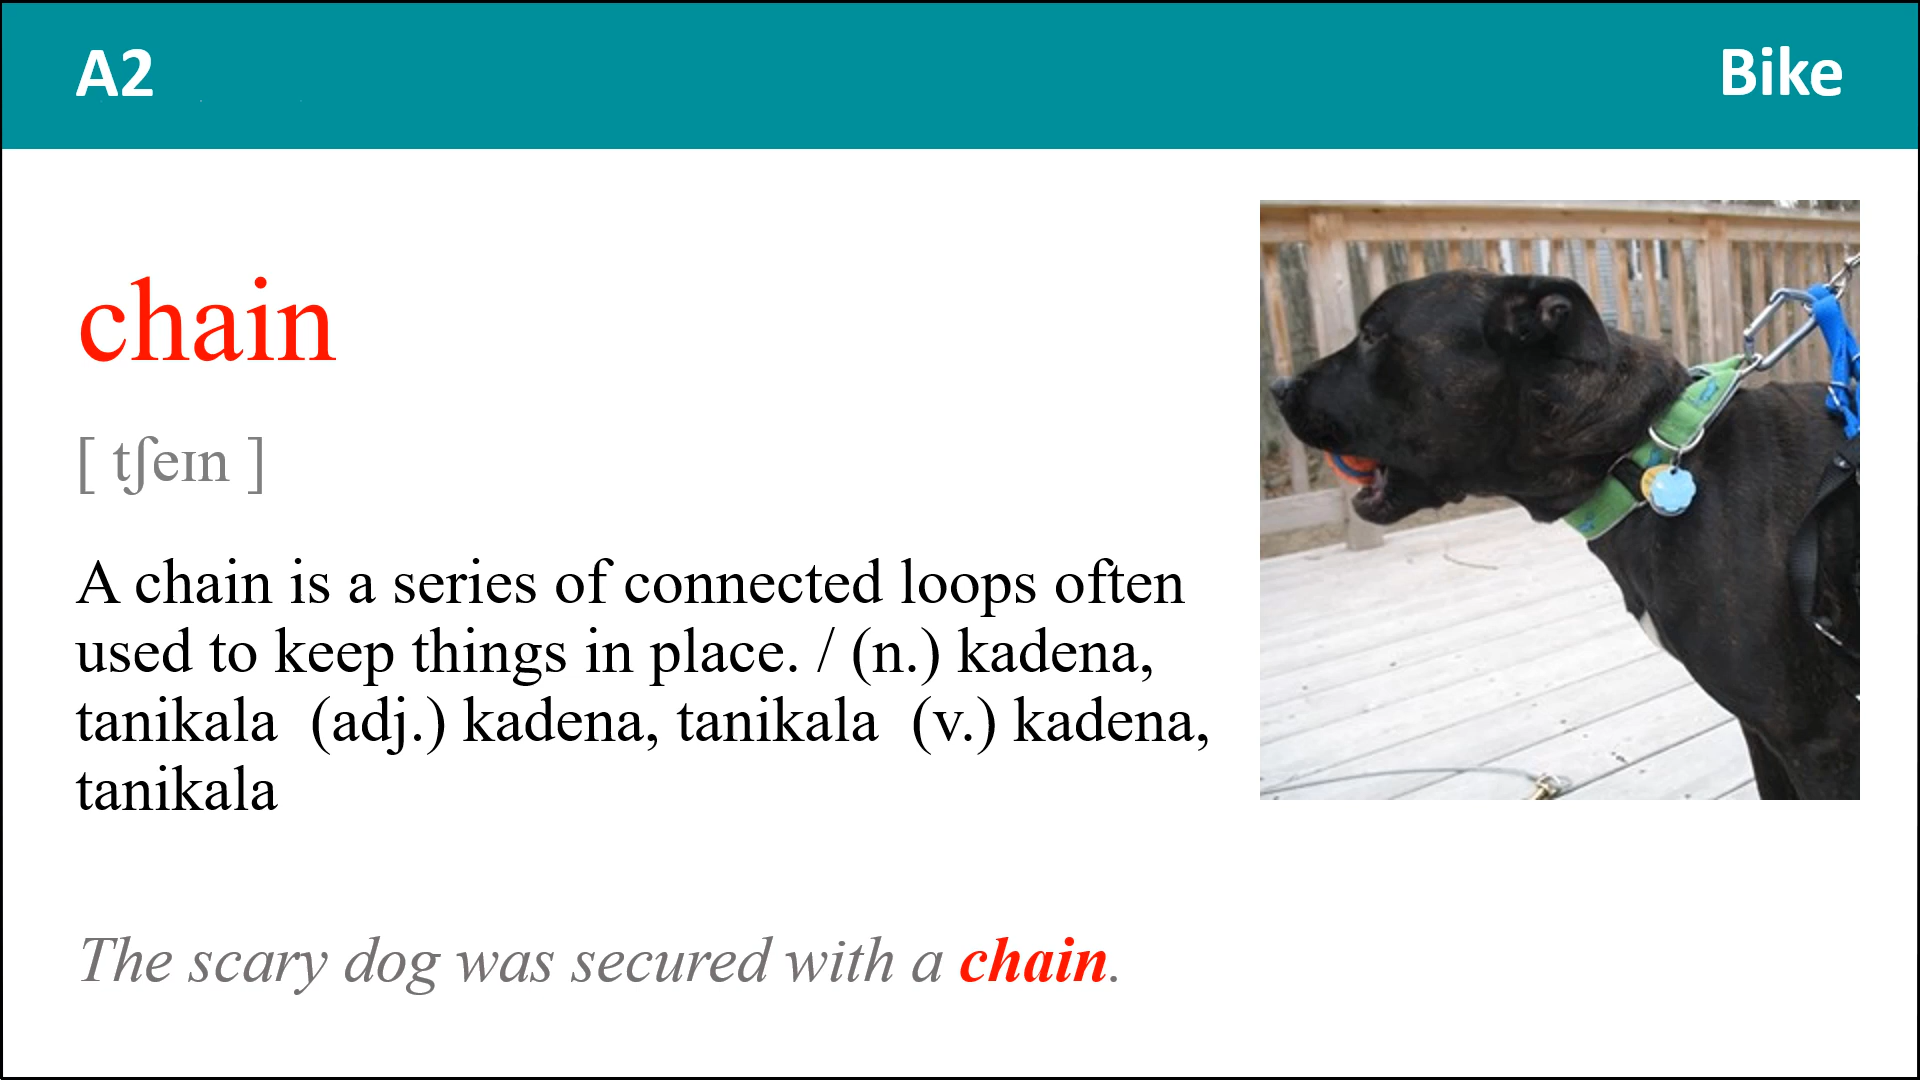 A2
Bike
chain
[ tʃeɪn ]
A chain is a series of connected loops often
used to keep things in place. / (n.) kadena,
tanikala  (adj.) kadena, tanikala  (v.) kadena,
tanikala
The scary dog was secured with a chain.